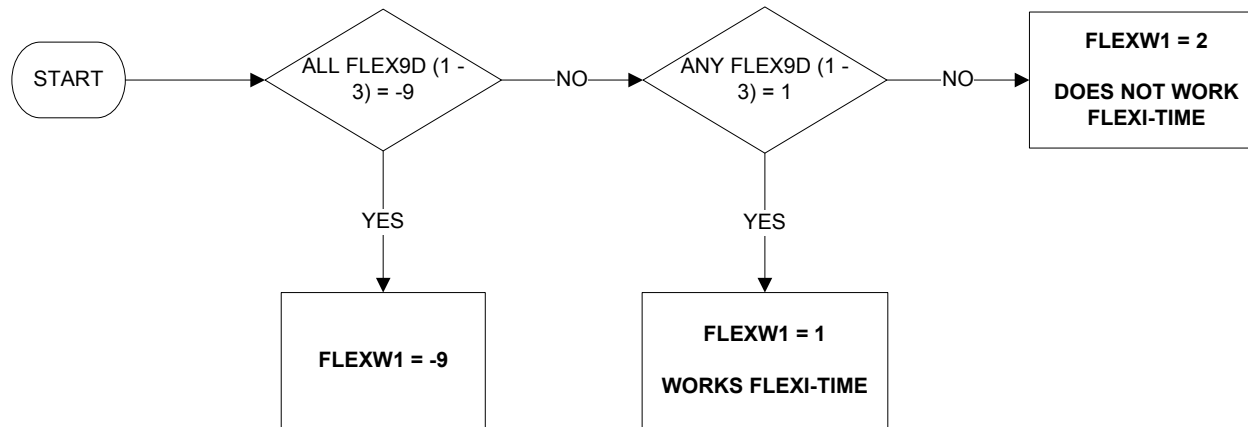 START
ALL FLEX9D (1 -
3) = -9
NO
ANY FLEX9D (1 -
3) = 1
NO
FLEXW1 = 2
DOES NOT WORK
FLEXI-TIME
YES
YES
FLEXW1 = -9
FLEXW1 = 1
WORKS FLEXI-TIME